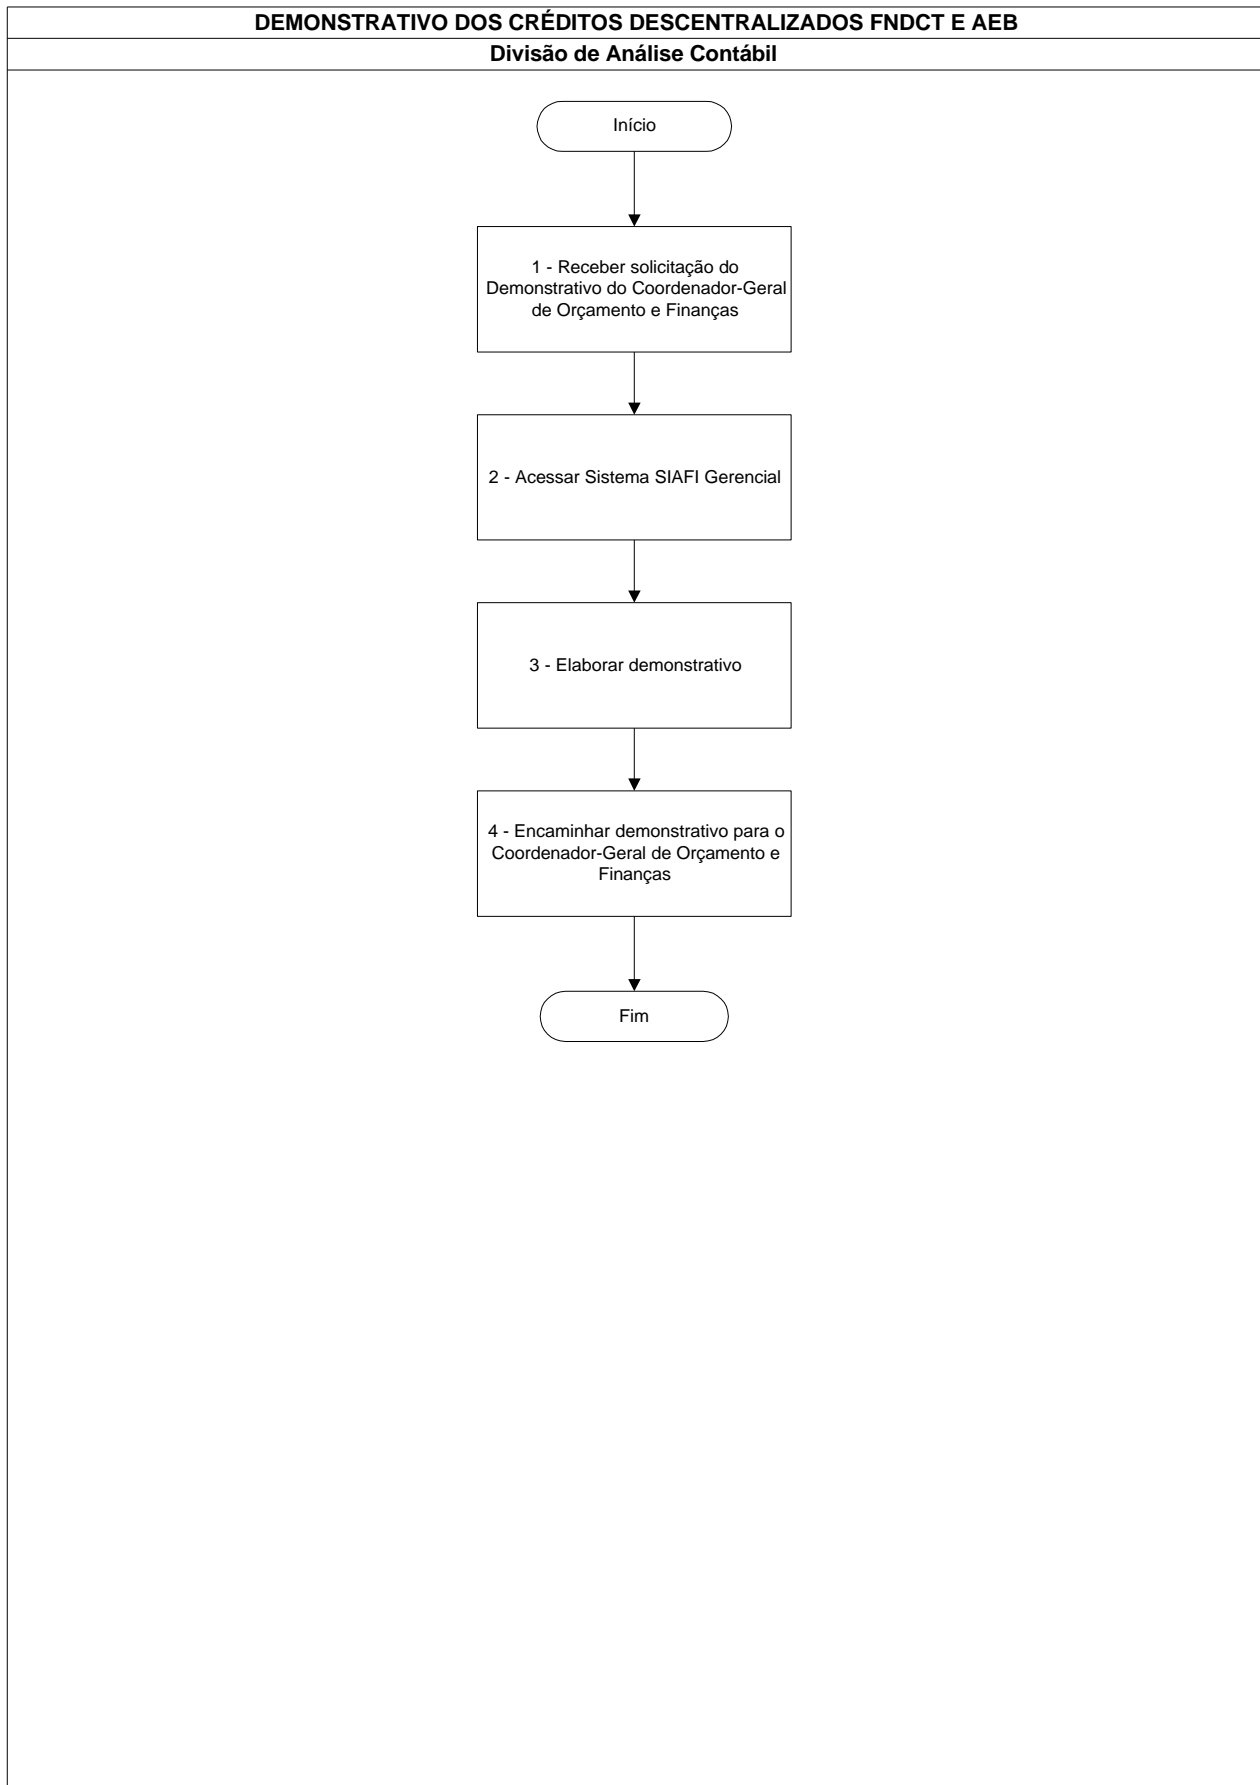 DEMONSTRATIVO DOS CRÉDITOS DESCENTRALIZADOS FNDCT E AEB
Divisão de Análise Contábil
Início
1 - Receber solicitação do
Demonstrativo do Coordenador-Geral
de Orçamento e Finanças
2 - Acessar Sistema SIAFI Gerencial
3 - Elaborar demonstrativo
4 - Encaminhar demonstrativo para o
Coordenador-Geral de Orçamento e
Finanças
Fim